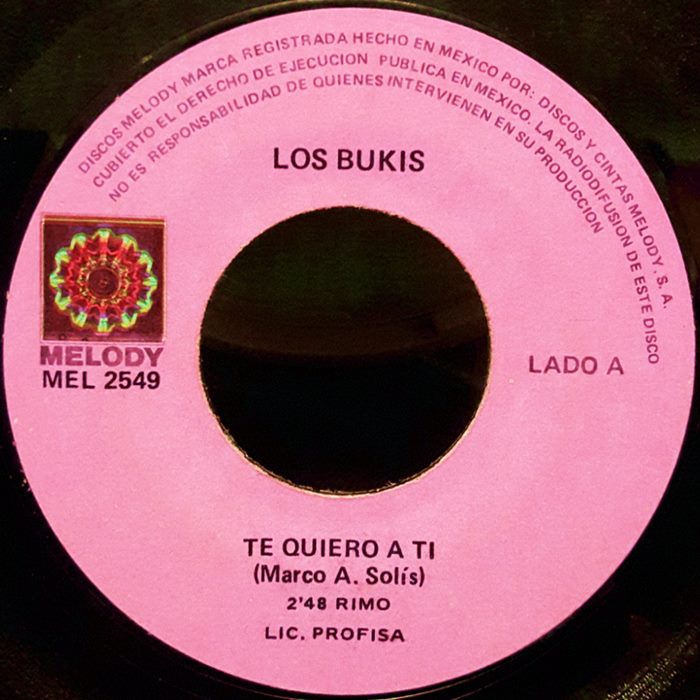 DISCOS MELODY MARCA REGISTRADA HECHO EN MEXICO POR: DISCOS Y CINTAS MELODY, S. A.
CUBIERTO EL DERECHO DE EJECUCION PUBLICA EN MEXICO. LA RADIODIFUSION DE ESTE DISCO
NO ES RESPONSABILIDAD DE QUIENES INTERVIENEN EN SU PRODUCCION
LOS BUKIS
MELODY
MEL 2549
LADO A
TE QUIERO A TI
(Marco A. Solís)
2'48 RIMO
LIC. PROFISA